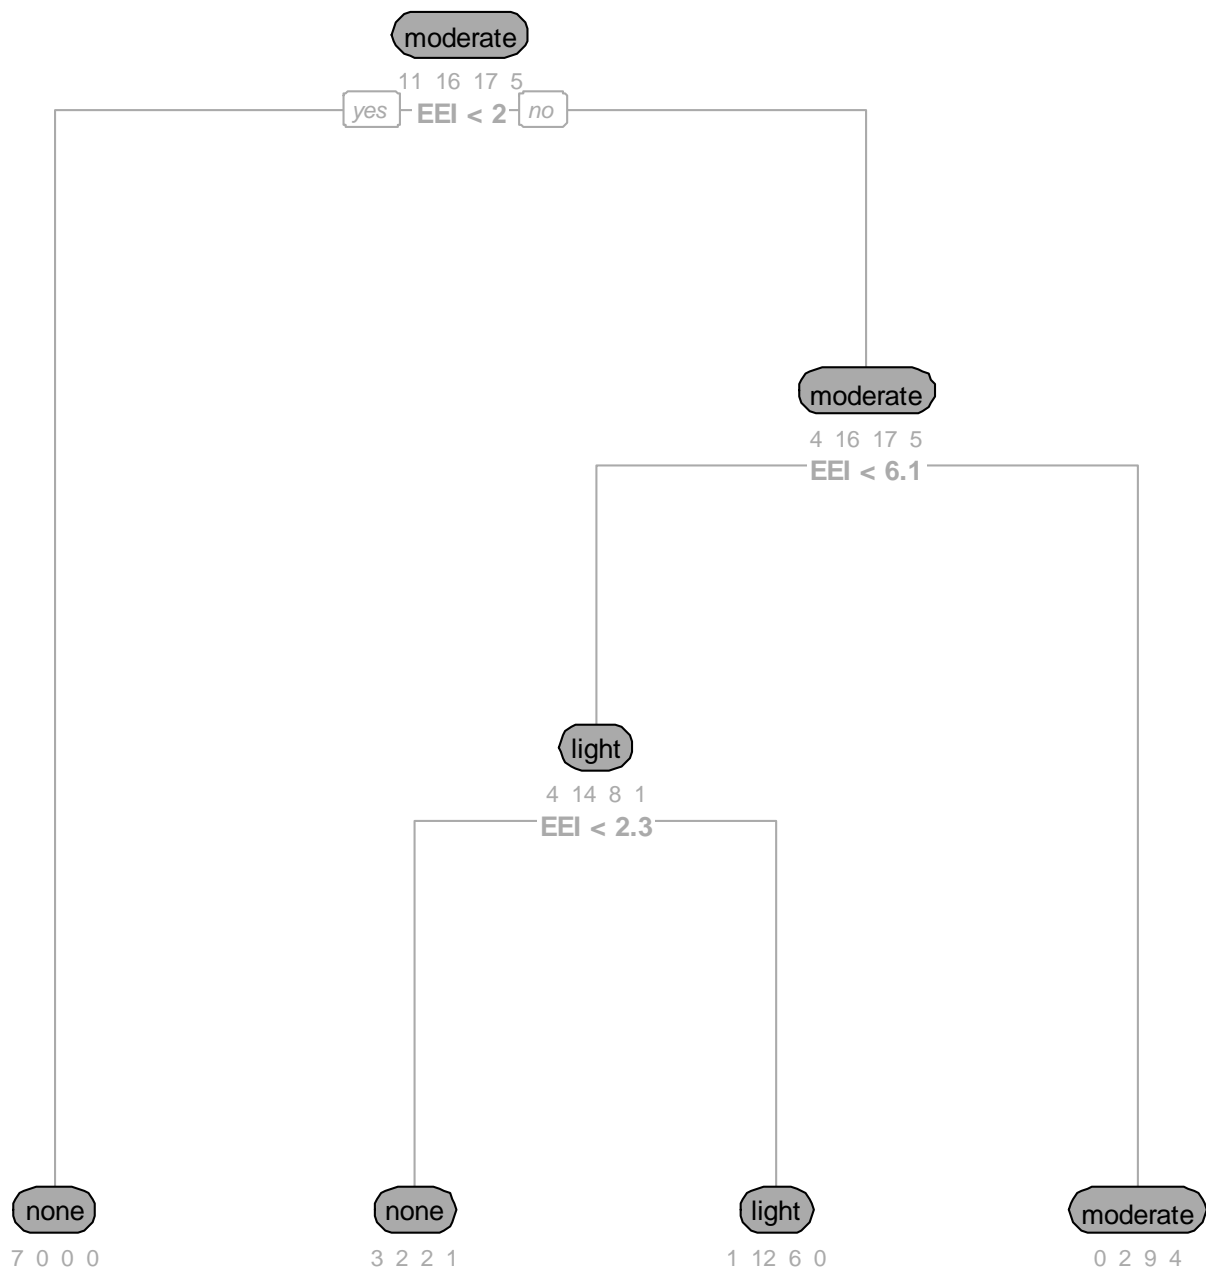 moderate
11 16 17 5
yes EEI < 2 no
moderate
4 16 17 5
EEI < 6.1
light
4 14 8 1
EEI < 2.3
none none light moderate
7 0 0 0 3 2 2 1 1 12 6 0 0 2 9 4